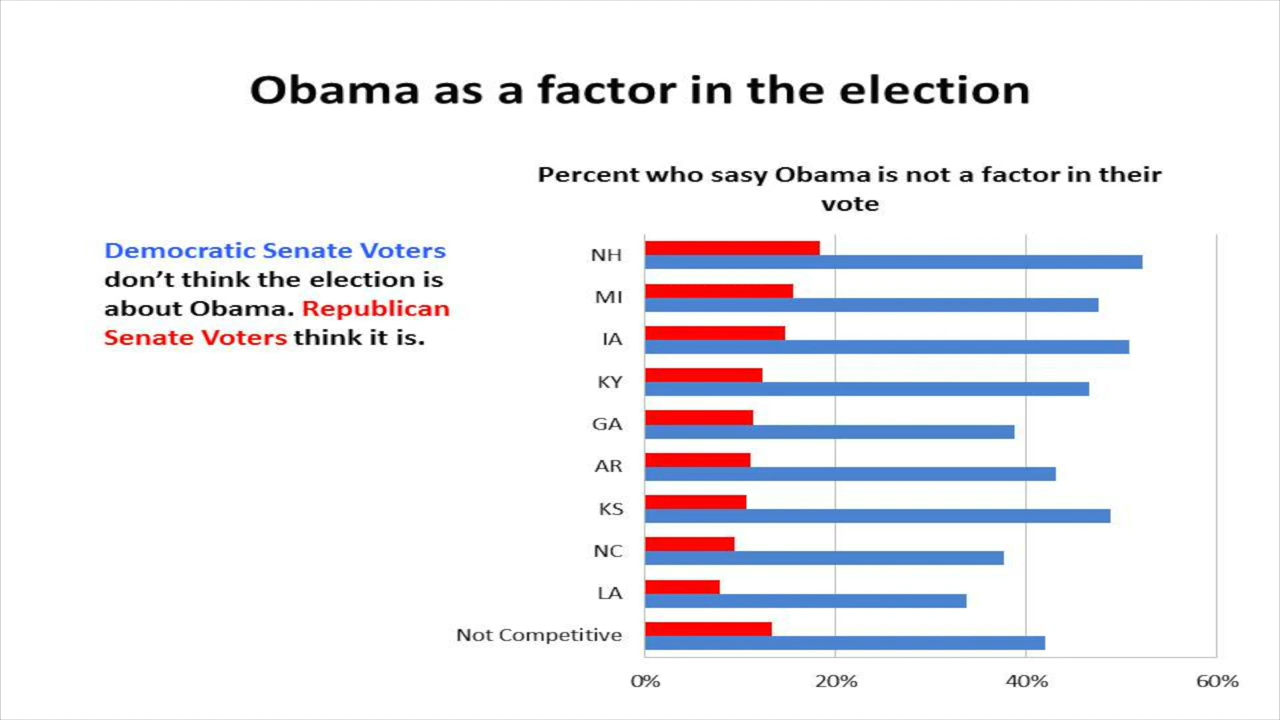 Obama as a factor in the election
Percent who sasy Obama is not a factor in their
vote
Democratic Senate Voters
don’t think the election is
about Obama. Republican
Senate Voters think it is.
NH
MI
IA
KY
GA
AR
KS
NC
LA
Not Competitive
0% 20% 40% 60%